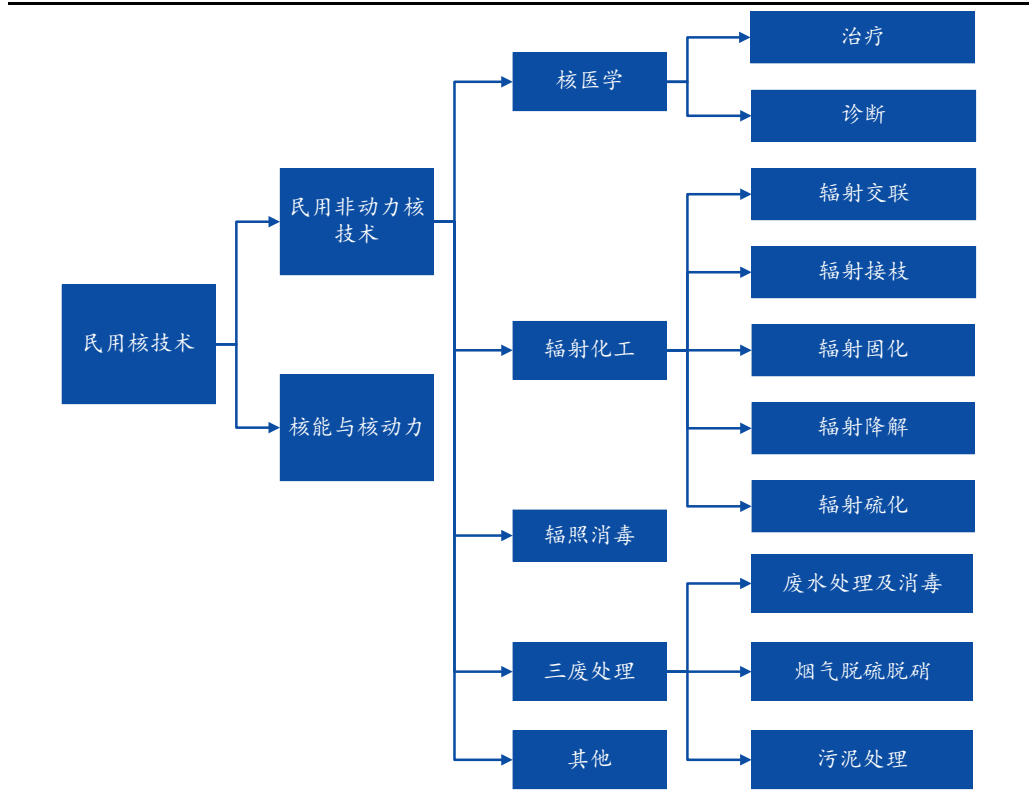 治疗
核医学
诊断
民用非动力核
技术
辐射交联
辐射接枝
民用核技术
辐射化工
辐射固化
核能与核动力
辐射降解
辐射硫化
辐照消毒
废水处理及消毒
三废处理
烟气脱硫脱硝
其他
污泥处理